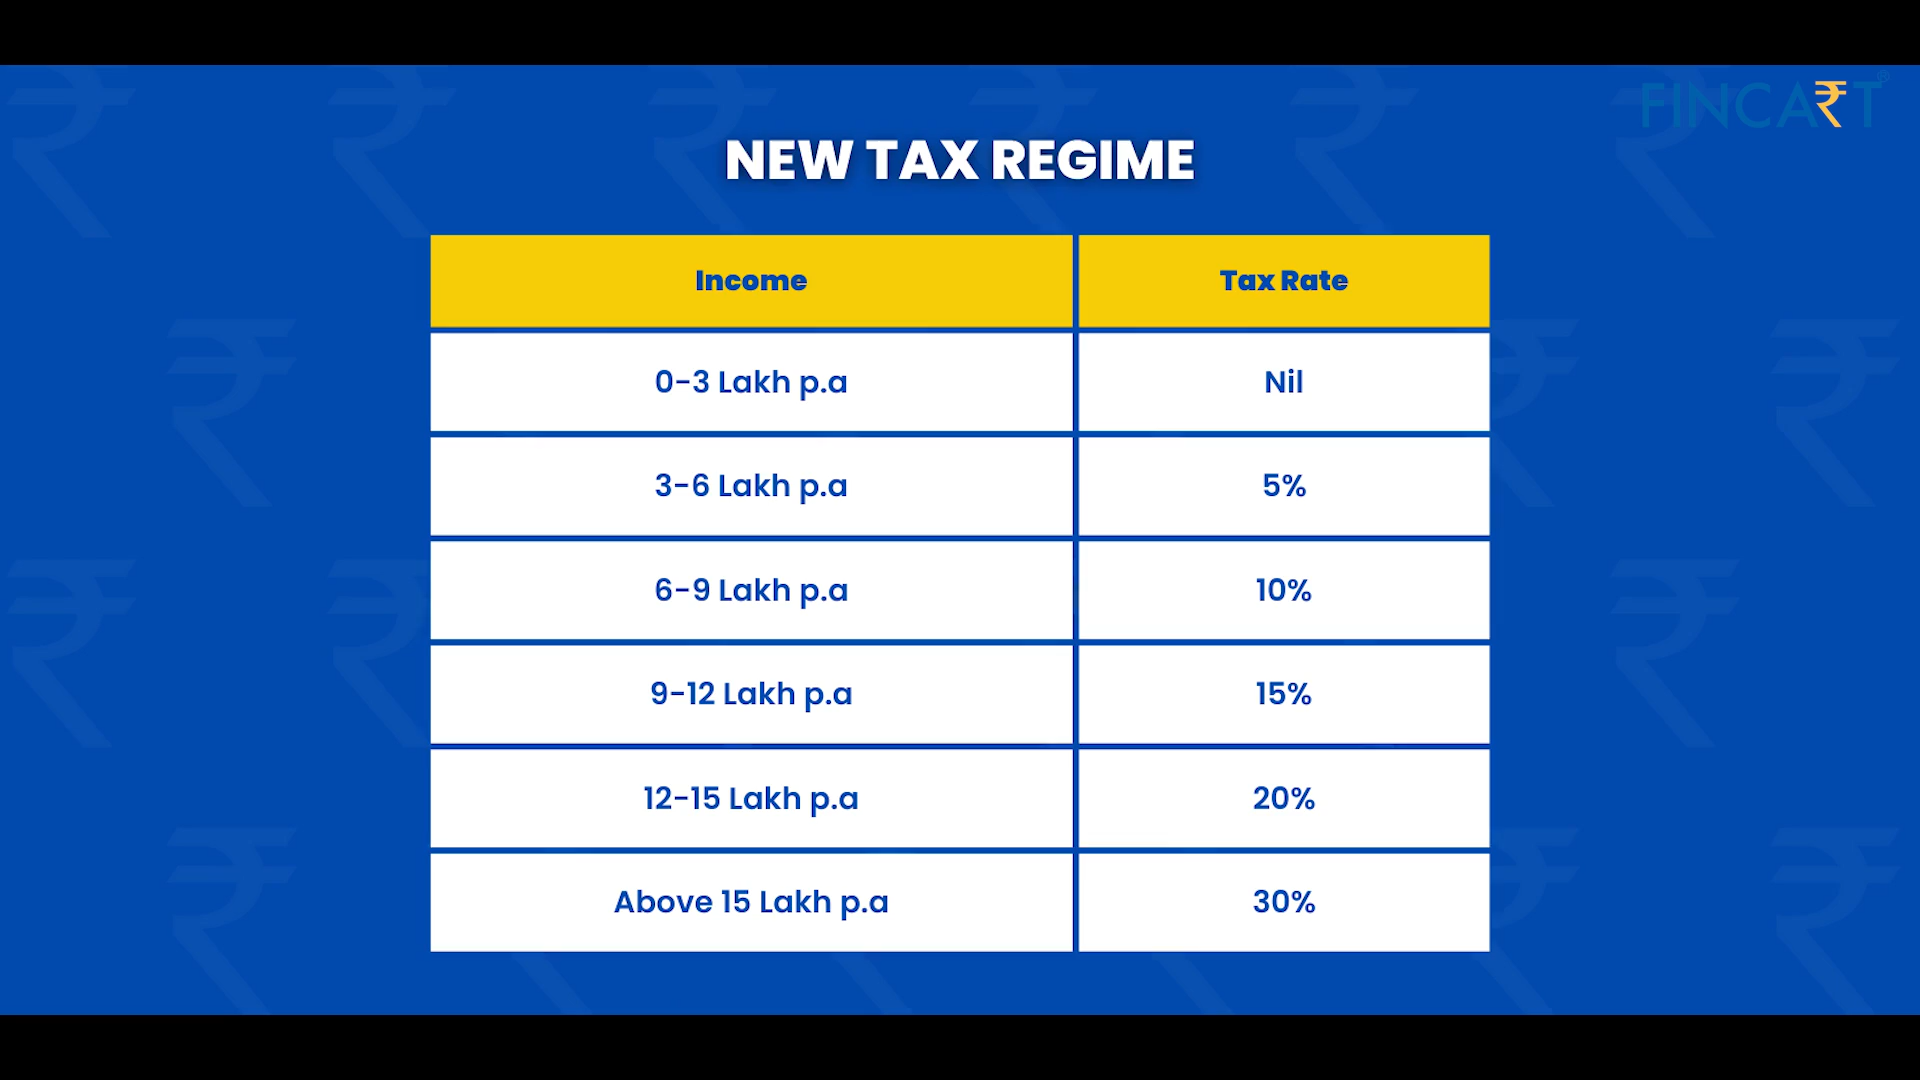 FINCA₹T®
NEW TAX REGIME
Income Tax Rate
0-3 Lakh p.a Nil
3-6 Lakh p.a 5%
6-9 Lakh p.a 10%
9-12 Lakh p.a 15%
12-15 Lakh p.a 20%
Above 15 Lakh p.a 30%